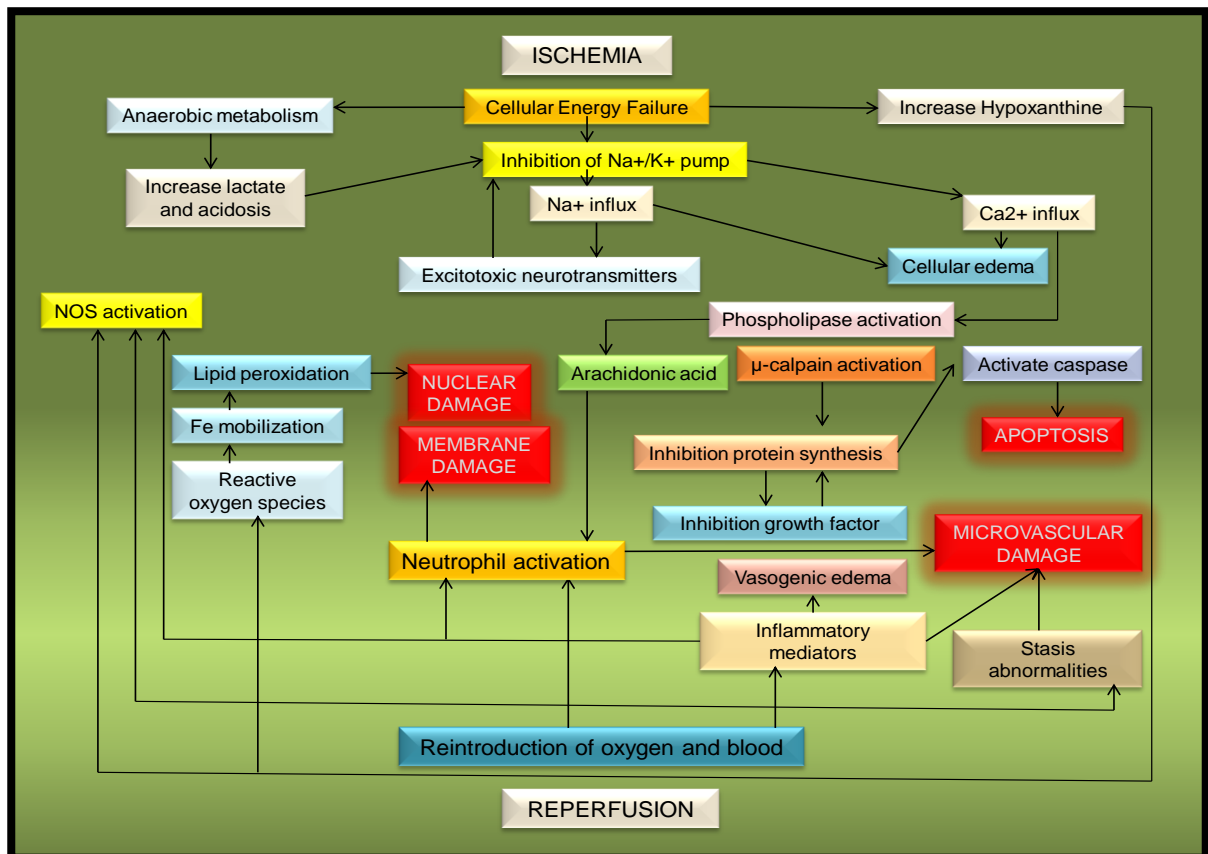 ISCHEMIA
Anaerobic metabolism
Cellular Energy Failure
Increase Hypoxanthine
Inhibition of Na+/K+ pump
Increase lactate
and acidosis
Na+ influx
Ca2+ influx
Excitotoxic neurotransmitters
Cellular edema
NOS activation
Phospholipase activation
Lipid peroxidation
NUCLEAR
DAMAGE
Arachidonic acid
µ-calpain activation
Activate caspase
Fe mobilization
MEMBRANE
DAMAGE
Inhibition protein synthesis
APOPTOSIS
Reactive
oxygen species
Inhibition growth factor
Neutrophil activation
MICROVASCULAR
DAMAGE
Vasogenic edema
Inflammatory
mediators
Stasis
abnormalities
Reintroduction of oxygen and blood
REPERFUSION